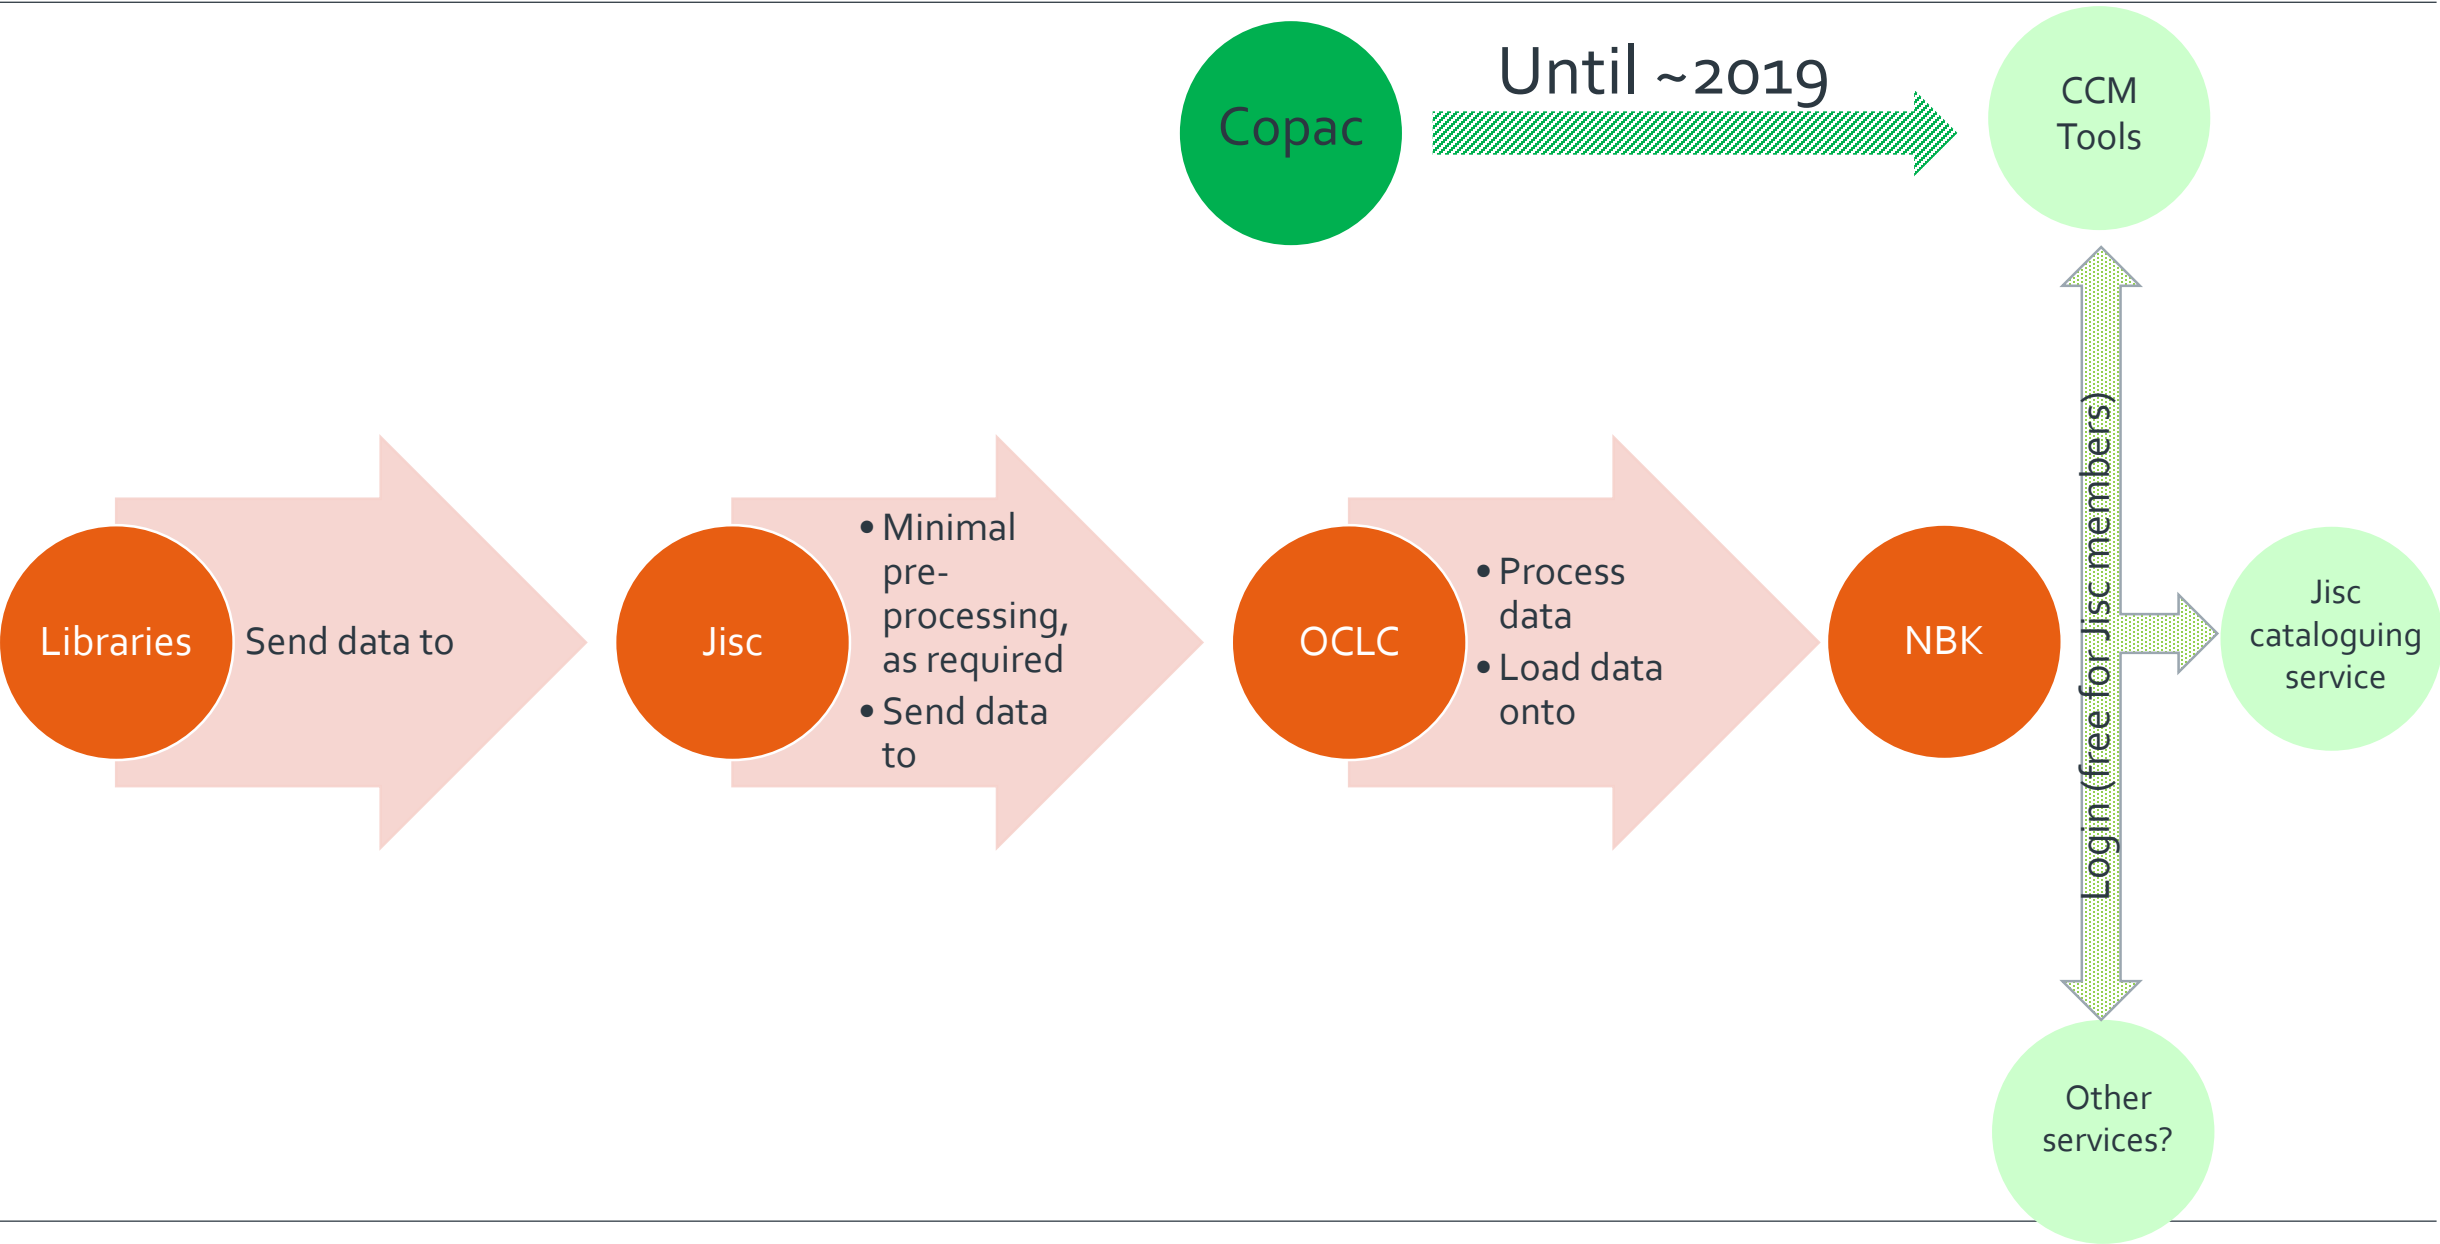 Until ~2019
Copac
CCM
Tools
Libraries
Send data to
Jisc
• Minimal
pre-
processing,
as required
• Send data
to
OCLC
• Process
data
• Load data
onto
NBK
Login (free for Jisc members)
Jisc
cataloguing
service
Other
services?